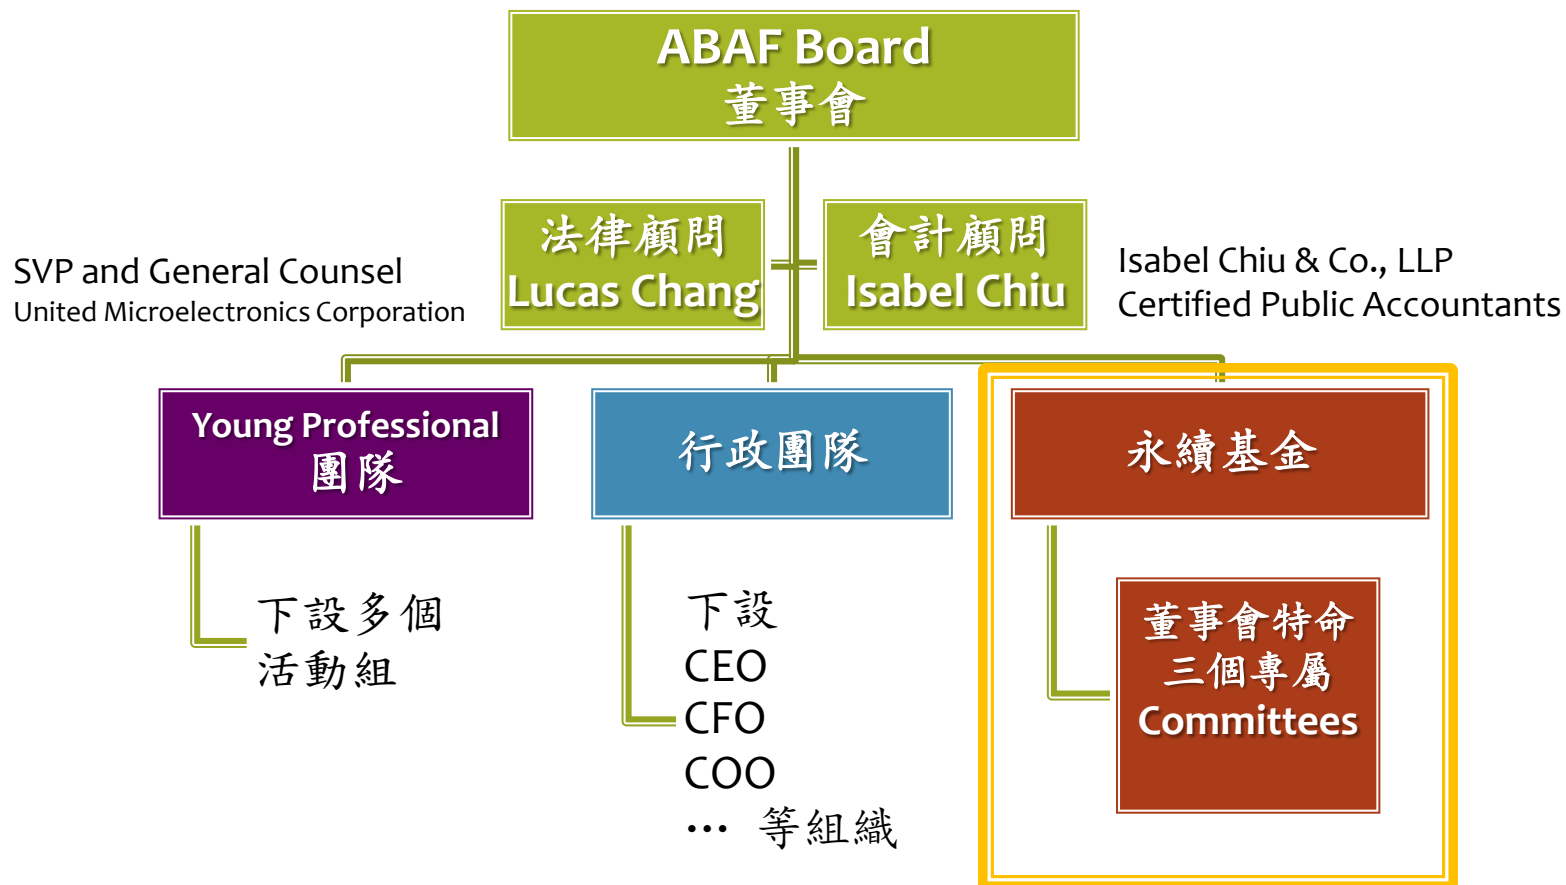 ABAF Board
董事會
法律顧問
Lucas Chang
會計顧問
Isabel Chiu
SVP and General Counsel
United Microelectronics Corporation
Isabel Chiu & Co., LLP
Certified Public Accountants
Young Professional
團隊
行政團隊
永續基金
下設多個
活動組
下設
CEO
CFO
COO
… 等組織
董事會特命
三個專屬
Committees